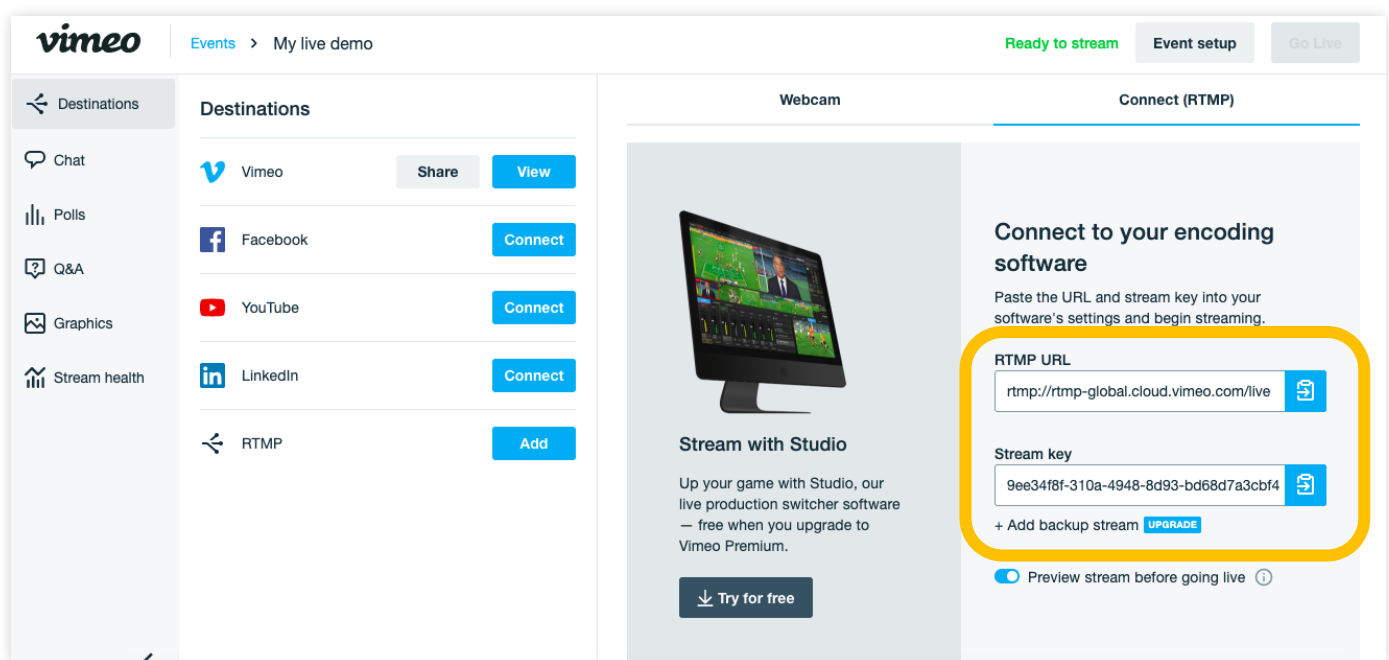 vimeo
Events > My live demo
Ready to stream
Event setup
Go Live
Destinations
Chat
Polls
Q&A
Graphics
Stream health
Destinations
Vimeo
Share
View
Facebook
Connect
YouTube
Connect
LinkedIn
Connect
RTMP
Add
Webcam
Connect (RTMP)
Stream with Studio
Up your game with Studio, our
live production switcher software
— free when you upgrade to
Vimeo Premium.
Try for free
Connect to your encoding
software
Paste the URL and stream key into your
software's settings and begin streaming.
RTMP URL
rtmp://rtmp-global.cloud.vimeo.com/live
Stream key
9ee34f8f-310a-4948-8d93-bd68d7a3cbf4
+ Add backup stream UPGRADE
Preview stream before going live